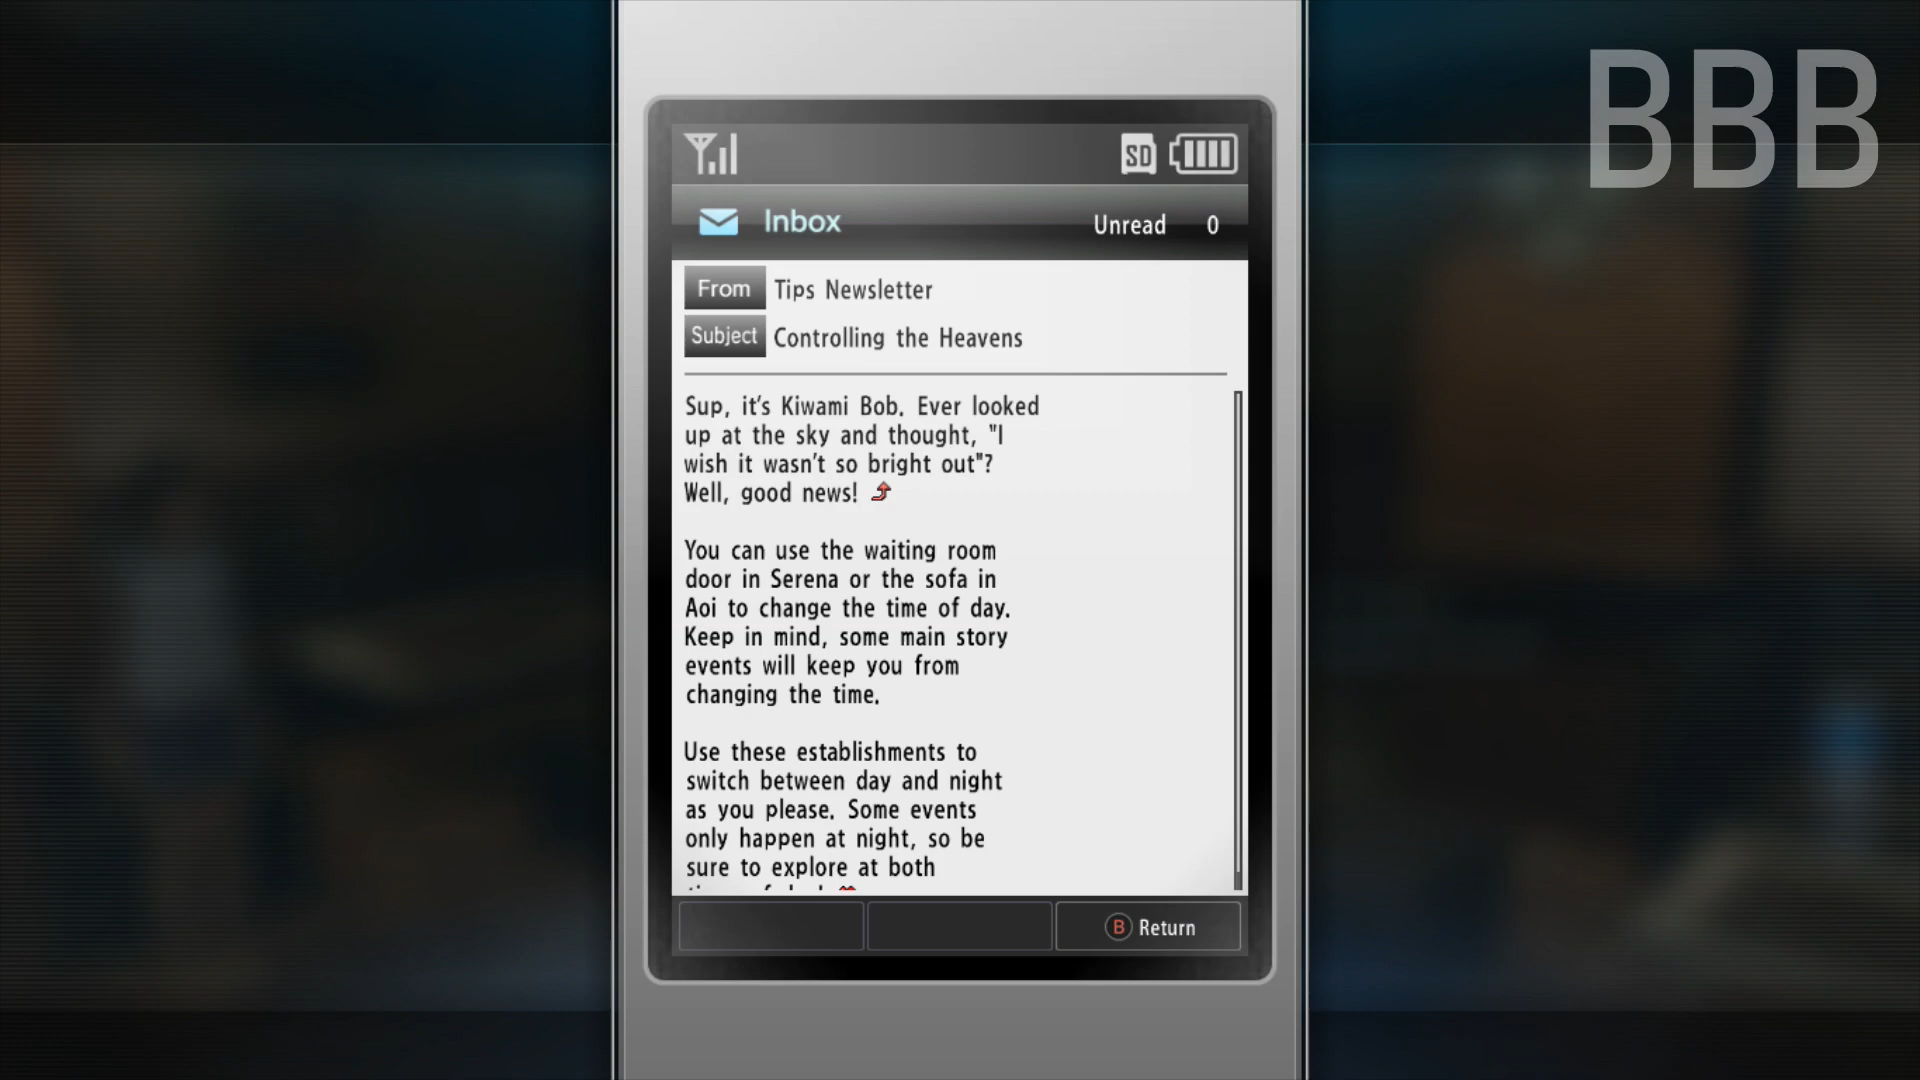 BBB
SD
Inbox
Unread 0
From Tips Newsletter
Subject Controlling the Heavens
Sup, it's Kiwami Bob. Ever looked
up at the sky and thought, "I
wish it wasn't so bright out"?
Well, good news!
You can use the waiting room
door in Serena or the sofa in
Aoi to change the time of day.
Keep in mind, some main story
events will keep you from
changing the time.
Use these establishments to
switch between day and night
as you please. Some events
only happen at night, so be
sure to explore at both
B Return